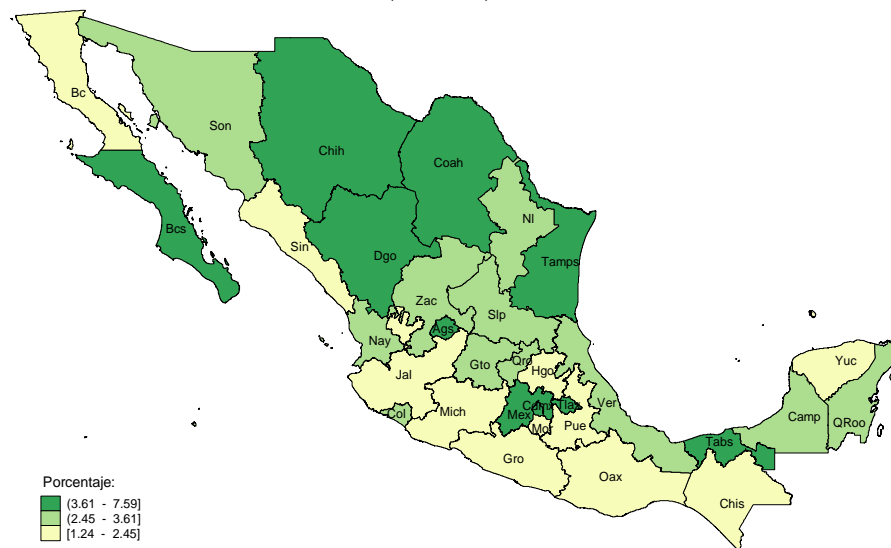 Bc
Son
Chih
Coah
Bcs
Nl
Sin
Dgo
Tamps
Zac
Slp
Nay
Ags
Gto
Qro
Hgo
Yuc
Jal
Col
Mich
Mex
Cdmx
Tlax
Ver
Camp
QRoo
Mor
Pue
Tabs
Gro
Oax
Chis
Porcentaje:
(3.61 - 7.59]
(2.45 - 3.61]
[1.24 - 2.45]